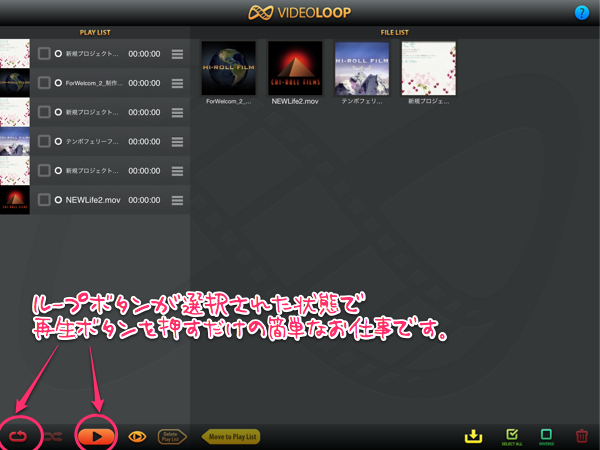 VIDEOLOOP
?
PLAY LIST
FILE LIST
新規プロジェクト... 00:00:00
ForWelcom_2_制作... 00:00:00
新規プロジェクト... 00:00:00
テンポフェリーフ... 00:00:00
新規プロジェクト... 00:00:00
NEWLife2.mov 00:00:00
HI-ROLL FILM
CHI-ROLL FILMS
HI-ROLL FILM
ForWelcom_2_...
NEWLife2.mov
テンポフェリ...
新規プロジェ...
ループボタンが選択された状態で
再生ボタンを押すだけの簡単なお仕事です。
Delete
Play List
Move to Play List
SELECT ALL
REVERSE